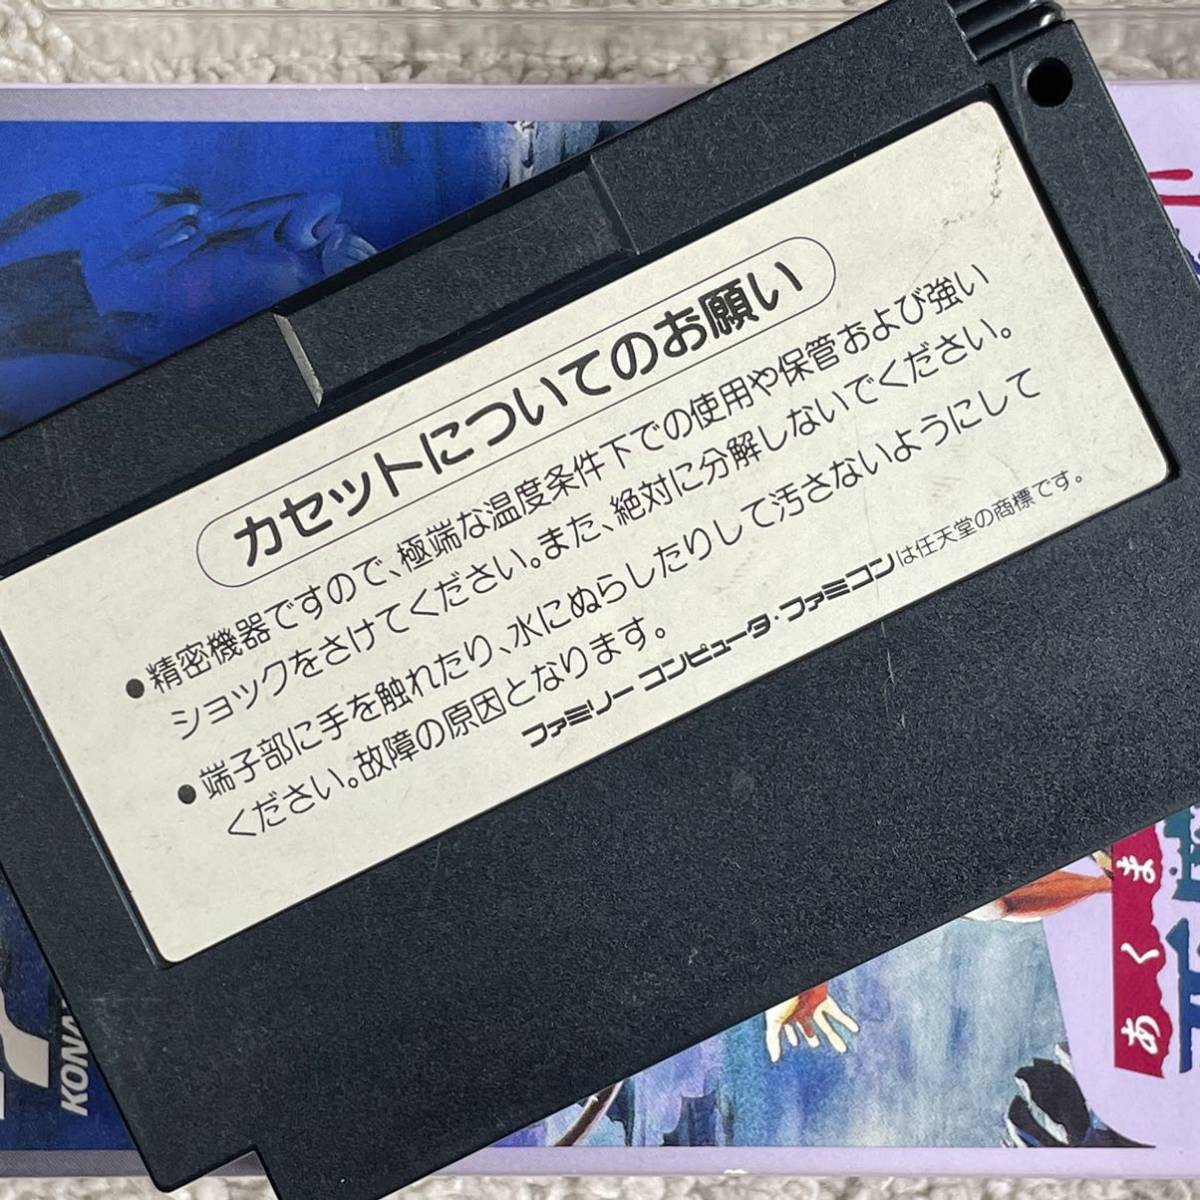 カセットについてのお願い
●精密機器ですので、極端な温度条件下での使用や保管および強い
ショックをさけてください。また、絶対に分解しないでください。
●端子部に手を触れたり、水にぬらしたりして汚さないようにして
ください。故障の原因となります。
ファミリーコンピュータ・ファミコンは任天堂の商標です。
あくま